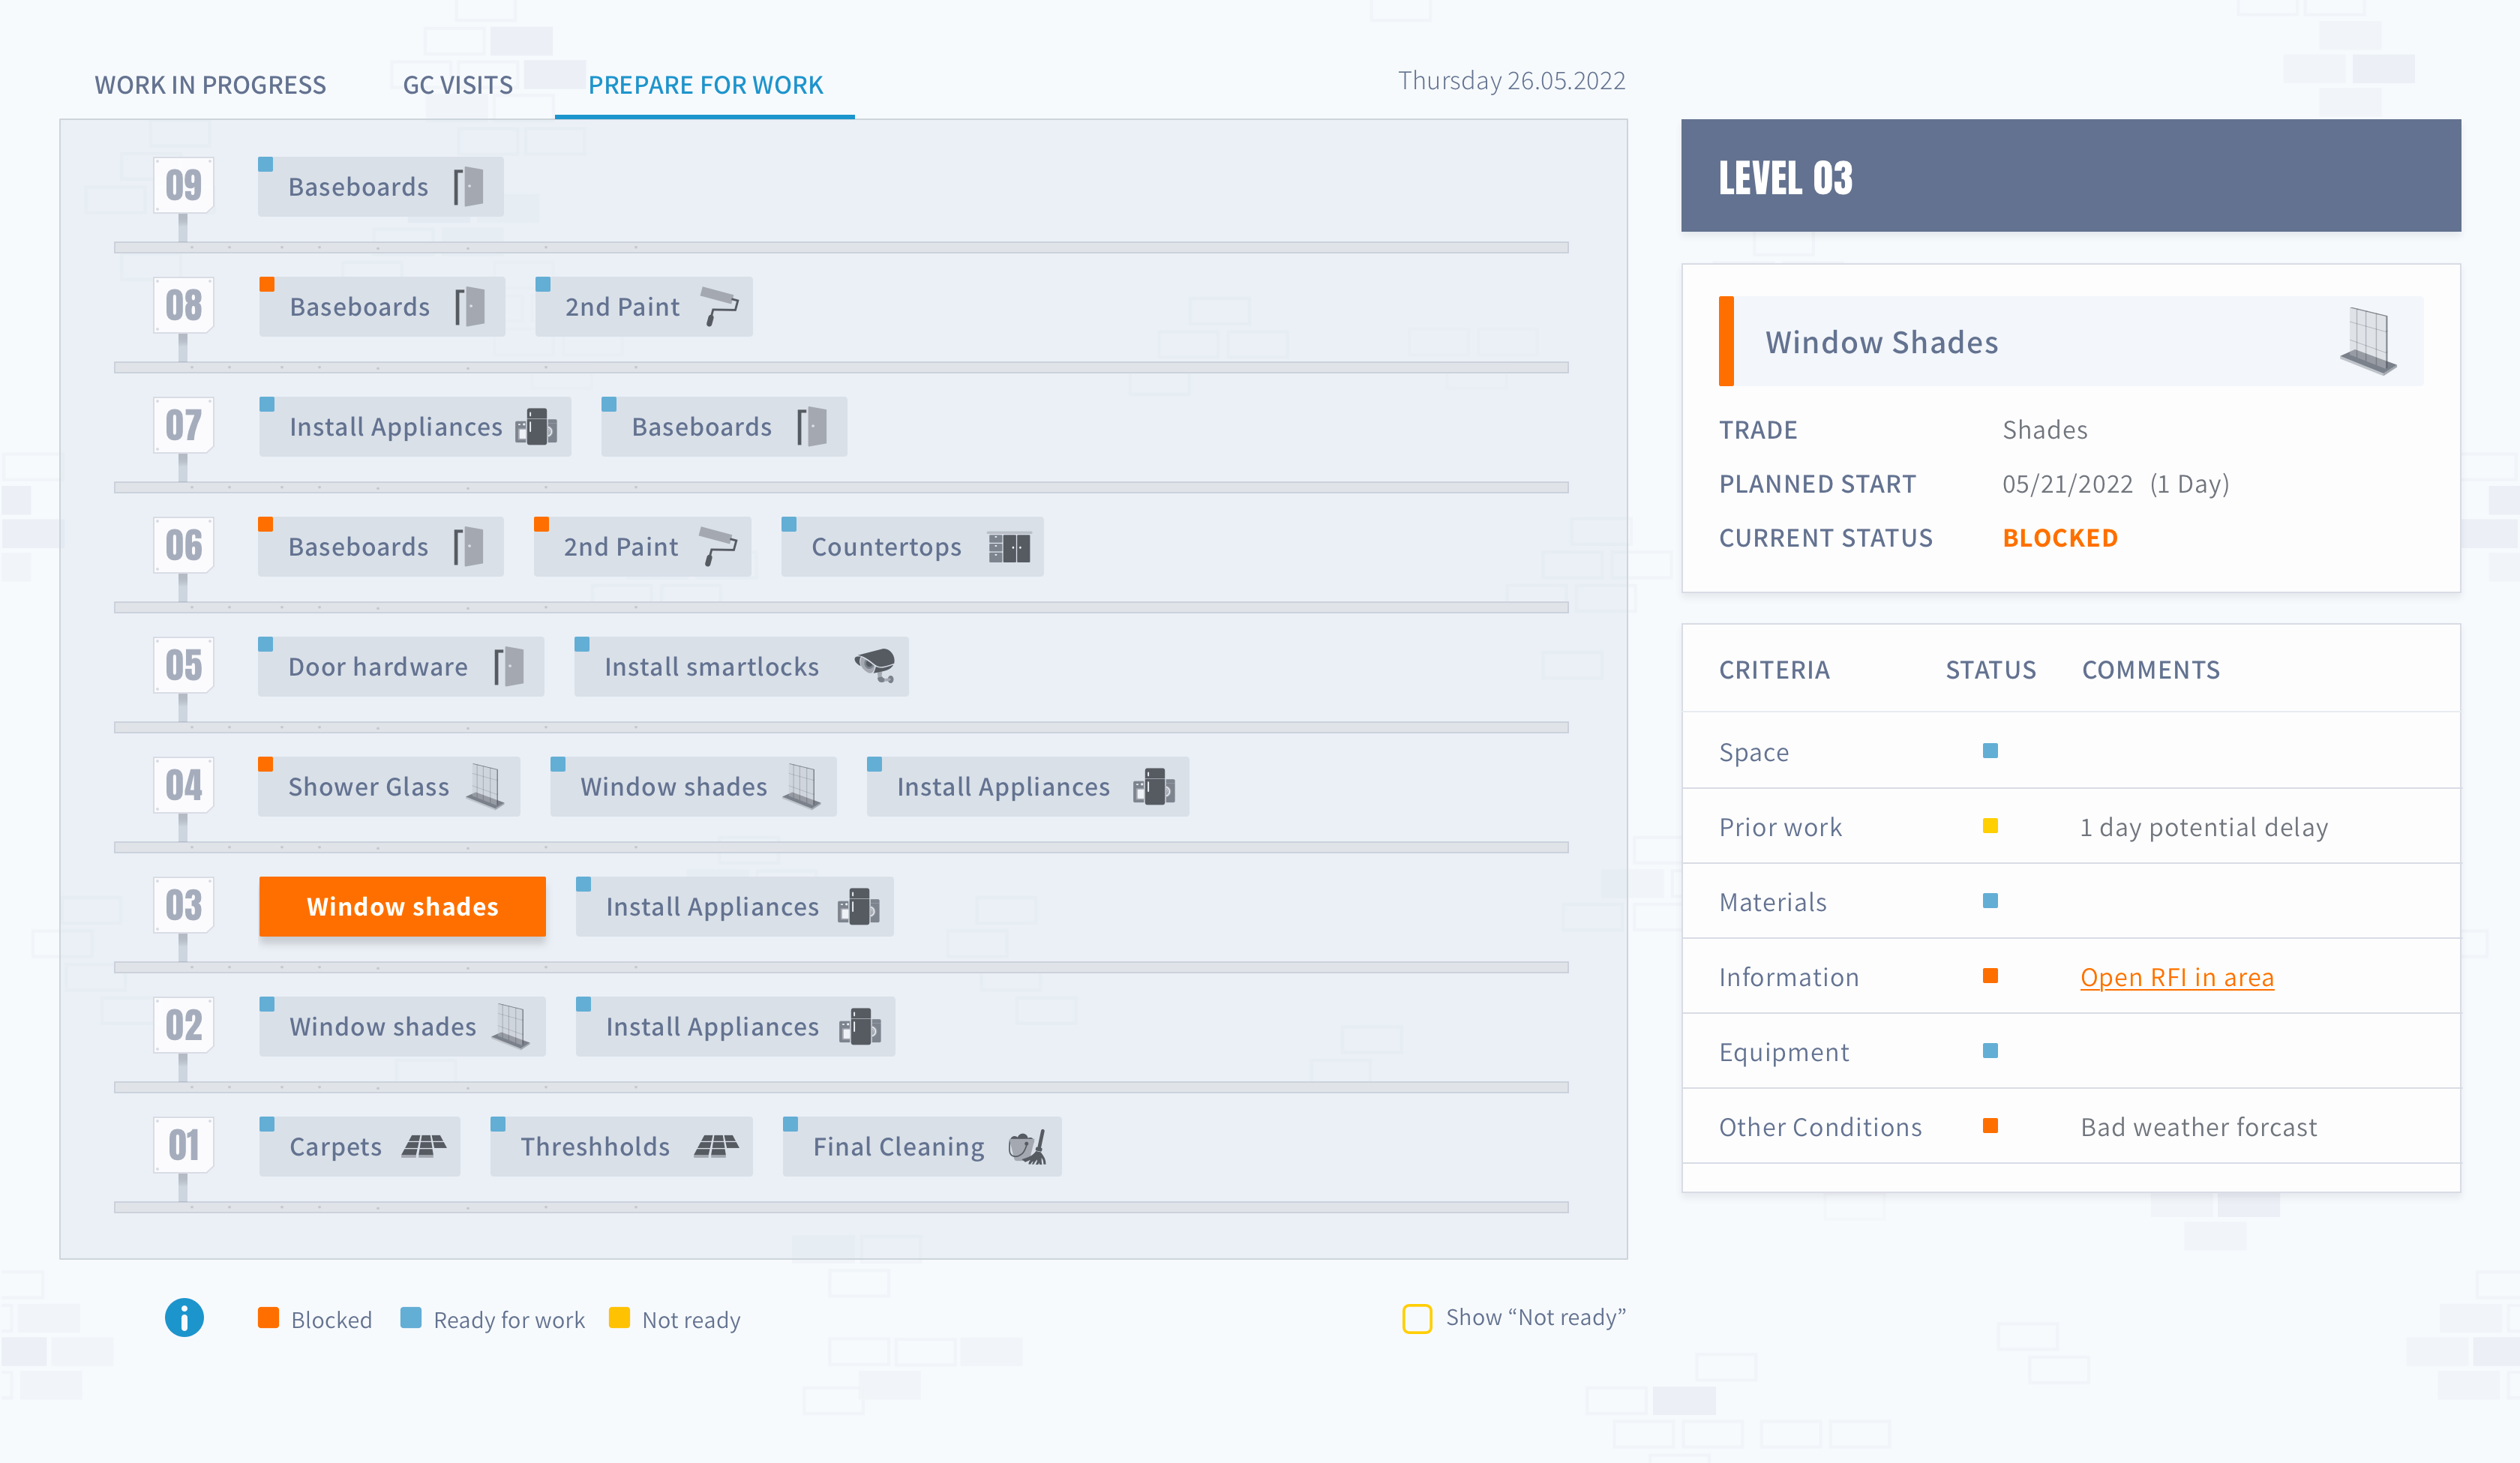 WORK IN PROGRESS GC VISITS PREPARE FOR WORK Thursday 26.05.2022
09 Baseboards
08 Baseboards 2nd Paint
07 Install Appliances Baseboards
06 Baseboards 2nd Paint Countertops
05 Door hardware Install smartlocks
04 Shower Glass Window shades Install Appliances
03 Window shades Install Appliances
02 Window shades Install Appliances
01 Carpets Threshholds Final Cleaning
i Blocked Ready for work Not ready Show “Not ready”
LEVEL 03
Window Shades
TRADE Shades
PLANNED START 05/21/2022 (1 Day)
CURRENT STATUS BLOCKED
CRITERIA STATUS COMMENTS
Space
Prior work 1 day potential delay
Materials
Information Open RFI in area
Equipment
Other Conditions Bad weather forcast